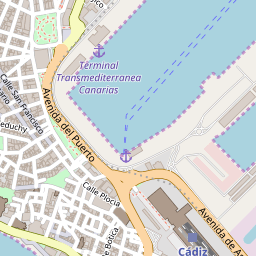 Terminal
Transmediterranea
Canarias
Calle San Francisco
Avenida del Puerto
Calle Plocia
Avenida de A
Cádiz